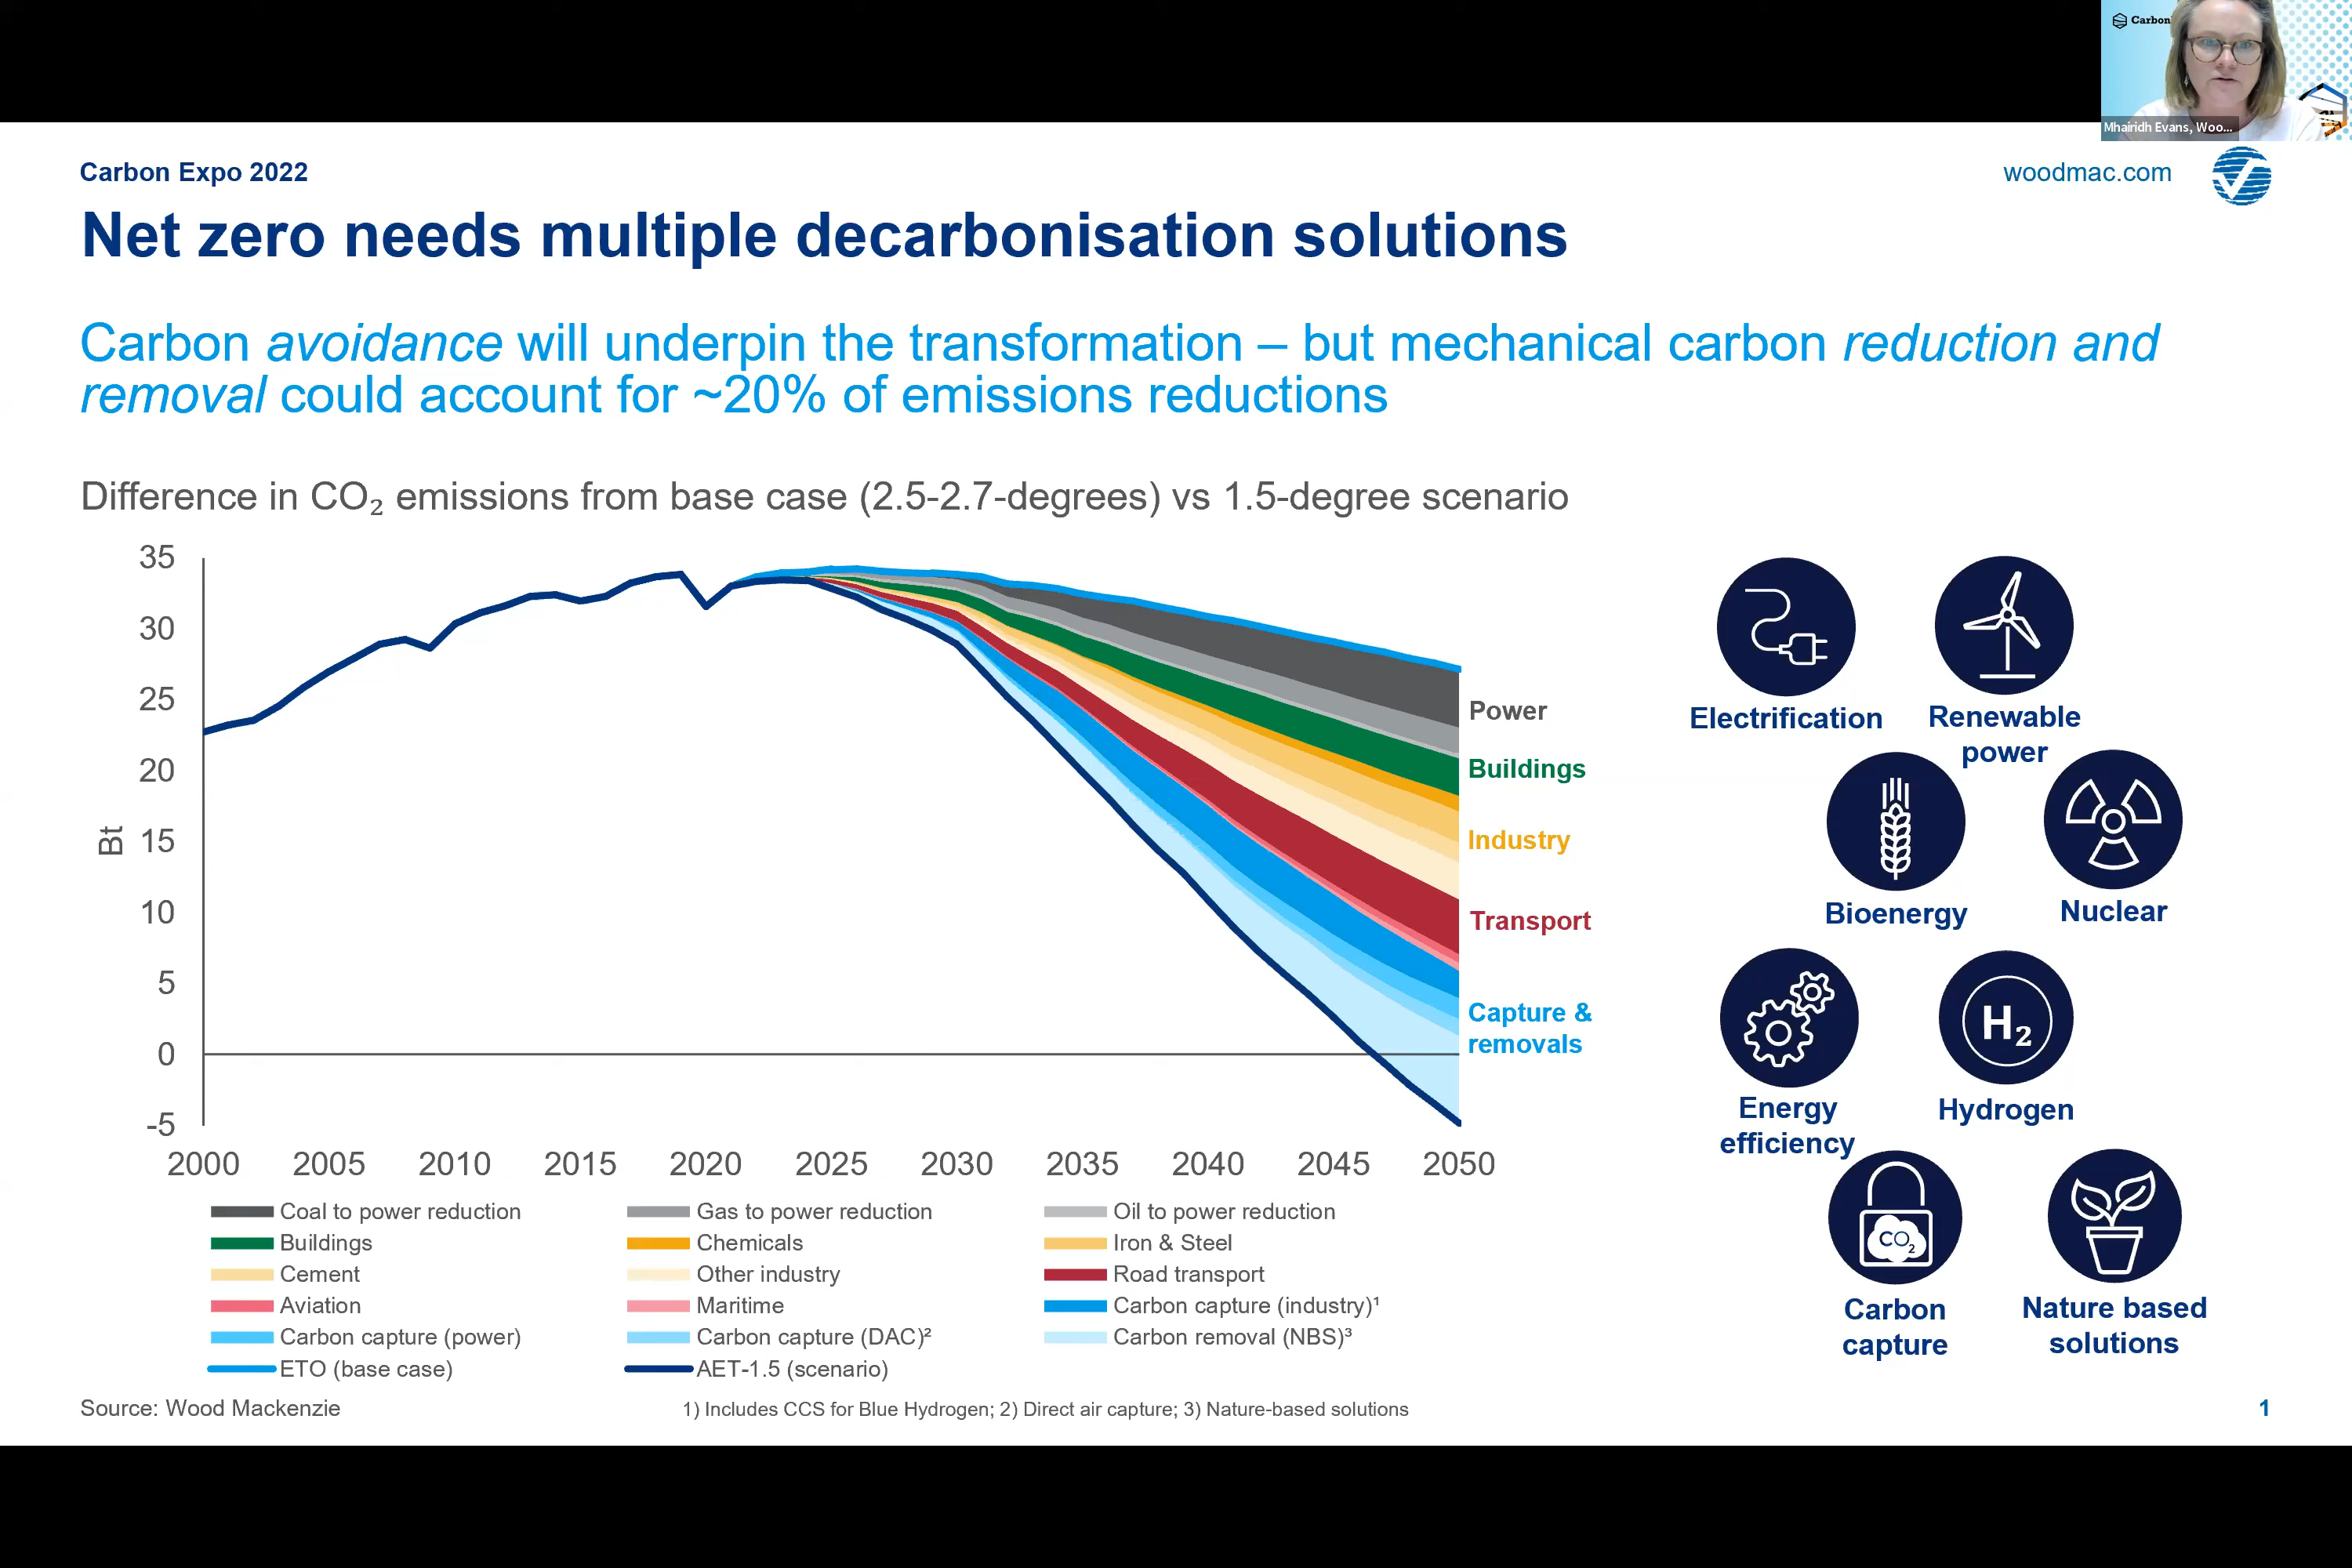 Carbon
Mhairidh Evans, Woo...
Carbon Expo 2022
woodmac.com
Net zero needs multiple decarbonisation solutions
Carbon avoidance will underpin the transformation – but mechanical carbon reduction and
removal could account for ~20% of emissions reductions
Difference in CO₂ emissions from base case (2.5-2.7-degrees) vs 1.5-degree scenario
35
30
25
20
15
10
5
0
-5
Bt
2000 2005 2010 2015 2020 2025 2030 2035 2040 2045 2050
Power
Buildings
Industry
Transport
Capture &
removals
Coal to power reduction Gas to power reduction Oil to power reduction
Buildings Chemicals Iron & Steel
Cement Other industry Road transport
Aviation Maritime Carbon capture (industry)¹
Carbon capture (power) Carbon capture (DAC)² Carbon removal (NBS)³
ETO (base case) AET-1.5 (scenario)
Electrification
Renewable
power
Bioenergy
Nuclear
H₂
Energy
efficiency
Hydrogen
CO₂
Carbon
capture
Nature based
solutions
Source: Wood Mackenzie
1) Includes CCS for Blue Hydrogen; 2) Direct air capture; 3) Nature-based solutions
1